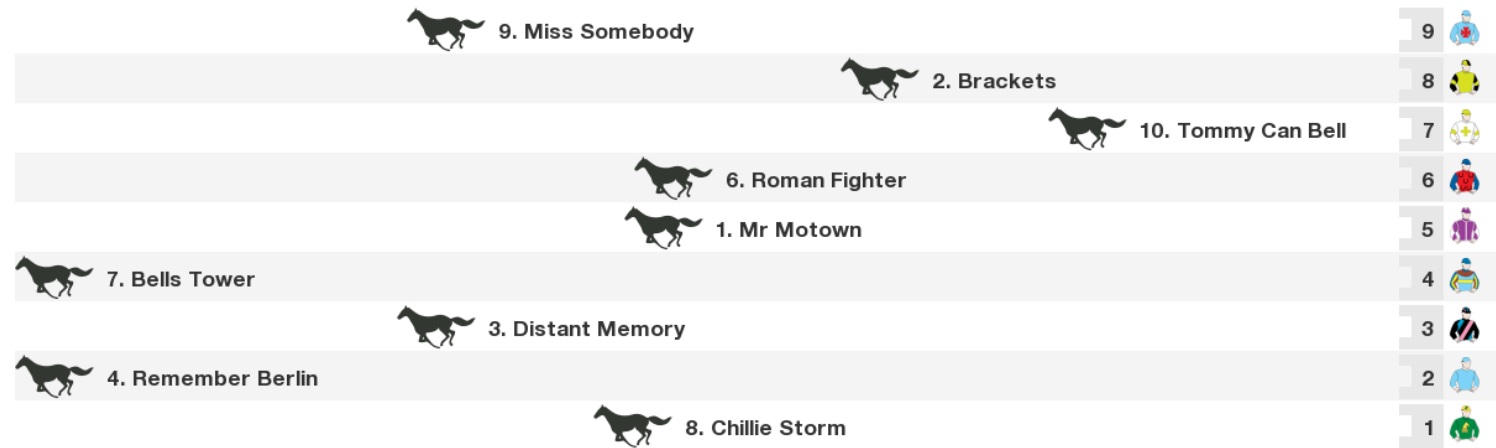 9. Miss Somebody 9
2. Brackets 8
10. Tommy Can Bell 7
6. Roman Fighter 6
1. Mr Motown 5
7. Bells Tower 4
3. Distant Memory 3
4. Remember Berlin 2
8. Chillie Storm 1